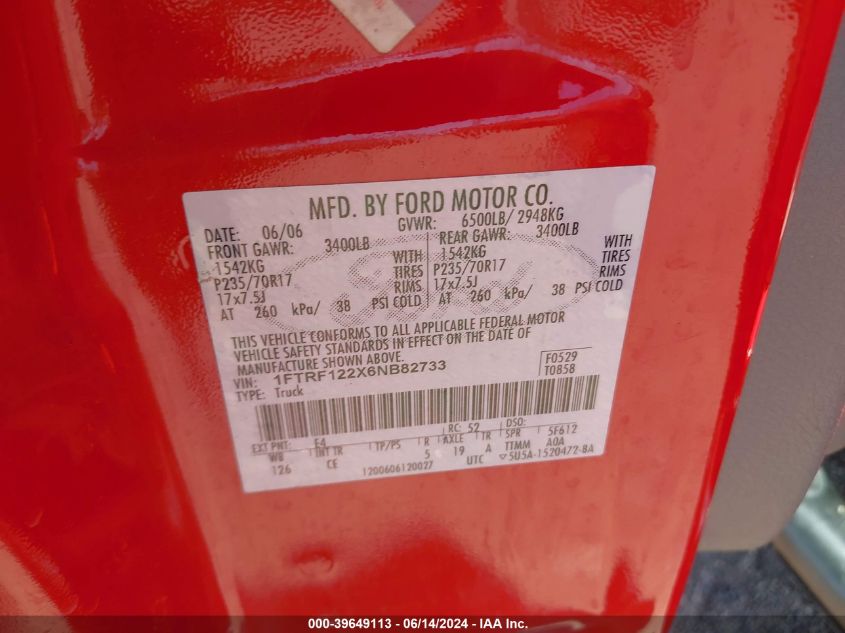 MFD. BY FORD MOTOR CO.
DATE: 06/06 GVWR: 6500LB/ 2948KG
FRONT GAWR: 3400LB REAR GAWR: 3400LB
1542KG WITH 1542KG WITH
P235/70R17 TIRES P235/70R17 TIRES
17x7.5J RIMS 17x7.5J RIMS
AT 260 kPa/ 38 PSI COLD AT 260 kPa/ 38 PSI COLD
THIS VEHICLE CONFORMS TO ALL APPLICABLE FEDERAL MOTOR
VEHICLE SAFETY STANDARDS IN EFFECT ON THE DATE OF
MANUFACTURE SHOWN ABOVE.
VIN: 1FTRF122X6NB82733 F0529
TYPE: Truck T0858
EXT PNT: E4 RC: 52 DSO:
WB INT TR TP/PS R AXLE TR SPR 5F612
126 CE 5 19 A TTMM A0A
1200606120027 UTC ▽5U5A-1520472-BA
000-39649113 - 06/14/2024 - IAA Inc.